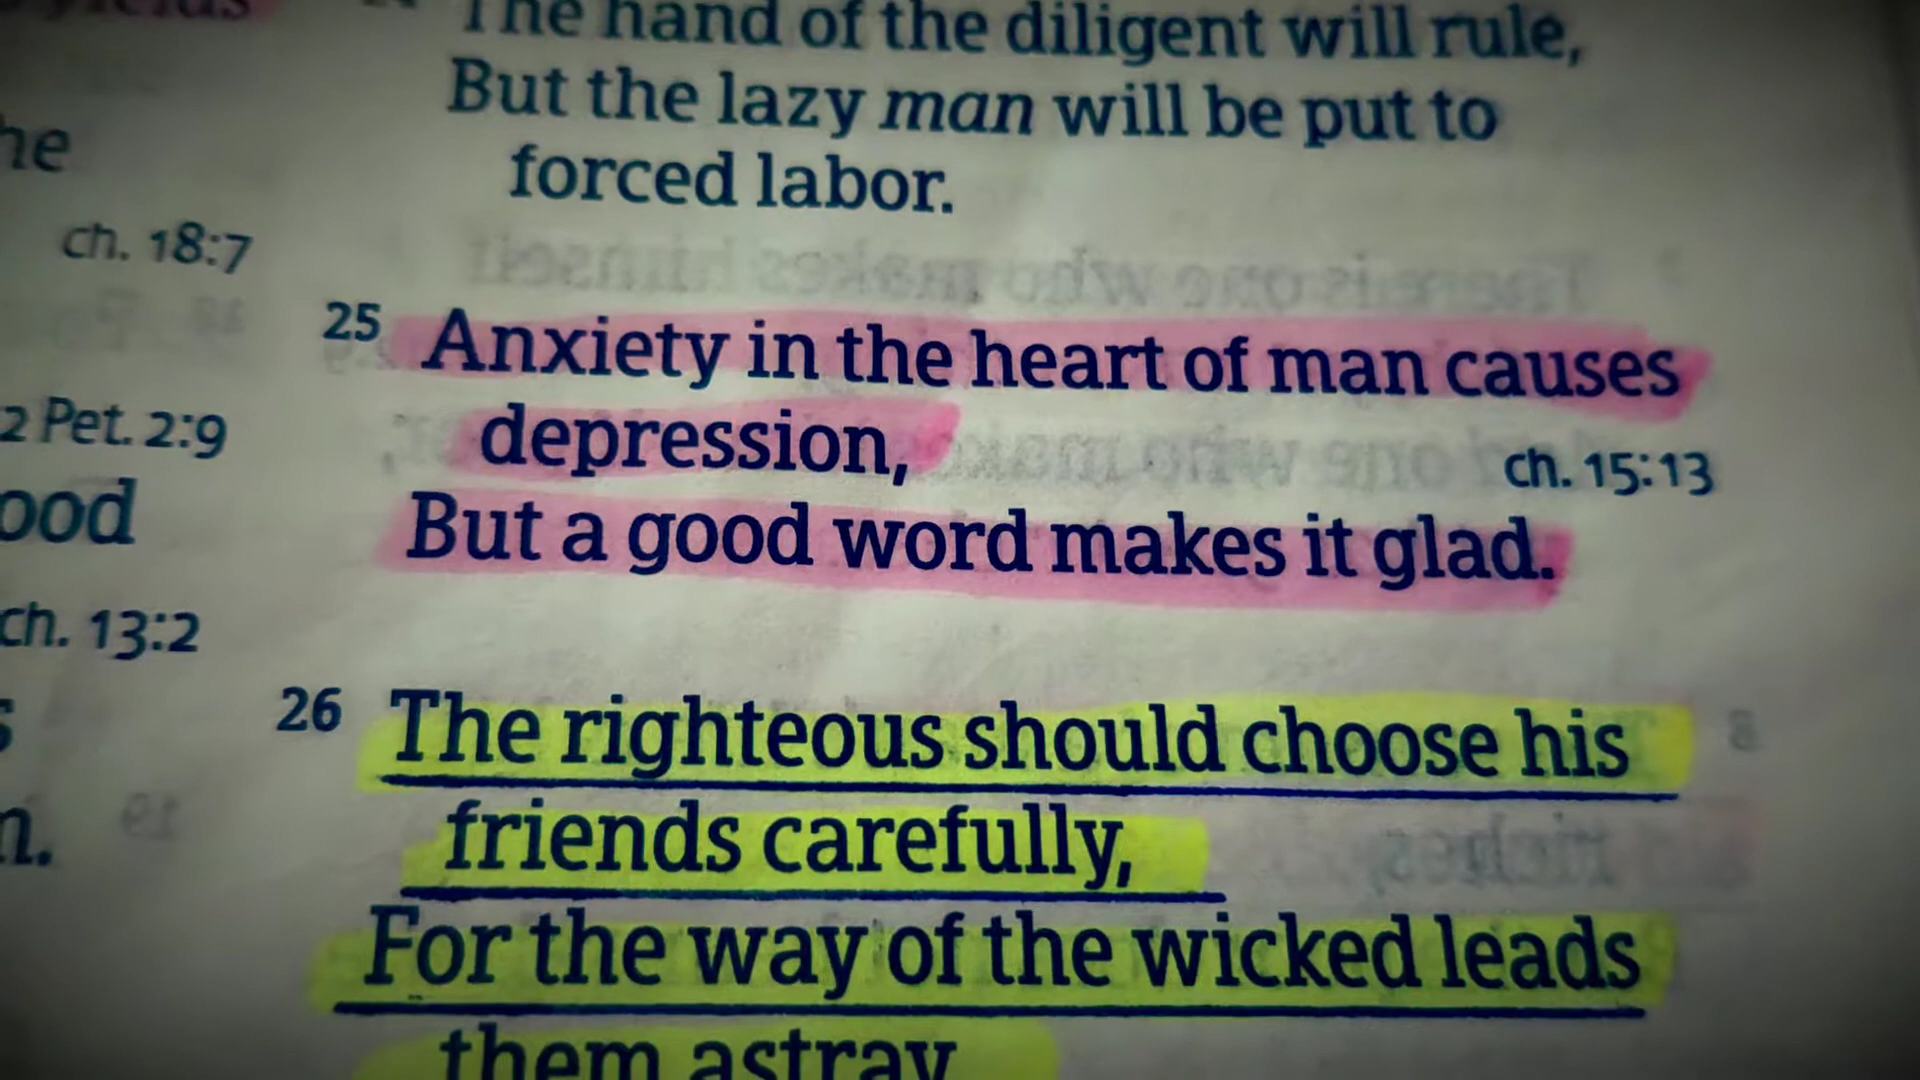 The hand of the diligent will rule,
But the lazy man will be put to
forced labor.
he
ch. 18:7
25 Anxiety in the heart of man causes
depression,
ch. 15:13
2 Pet. 2:9
But a good word makes it glad.
ood
ch. 13:2
26 The righteous should choose his
friends carefully,
n.
For the way of the wicked leads
them astray